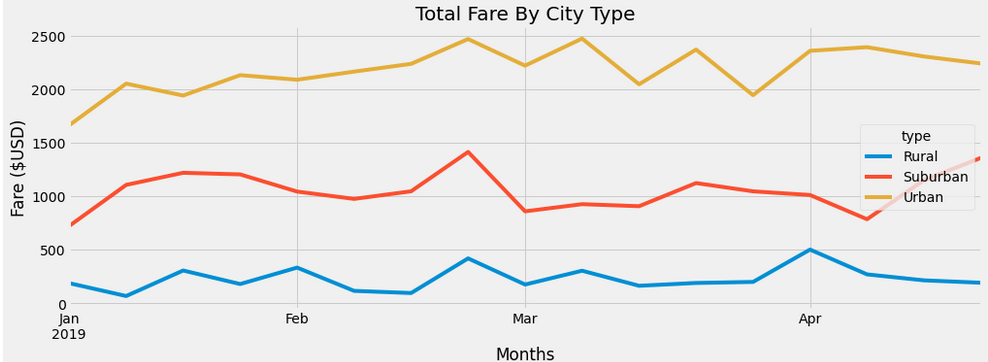 Total Fare By City Type
Fare ($USD)
2500
2000
1500
1000
500
0
type
Rural
Suburban
Urban
Jan Feb Mar Apr
2019
Months